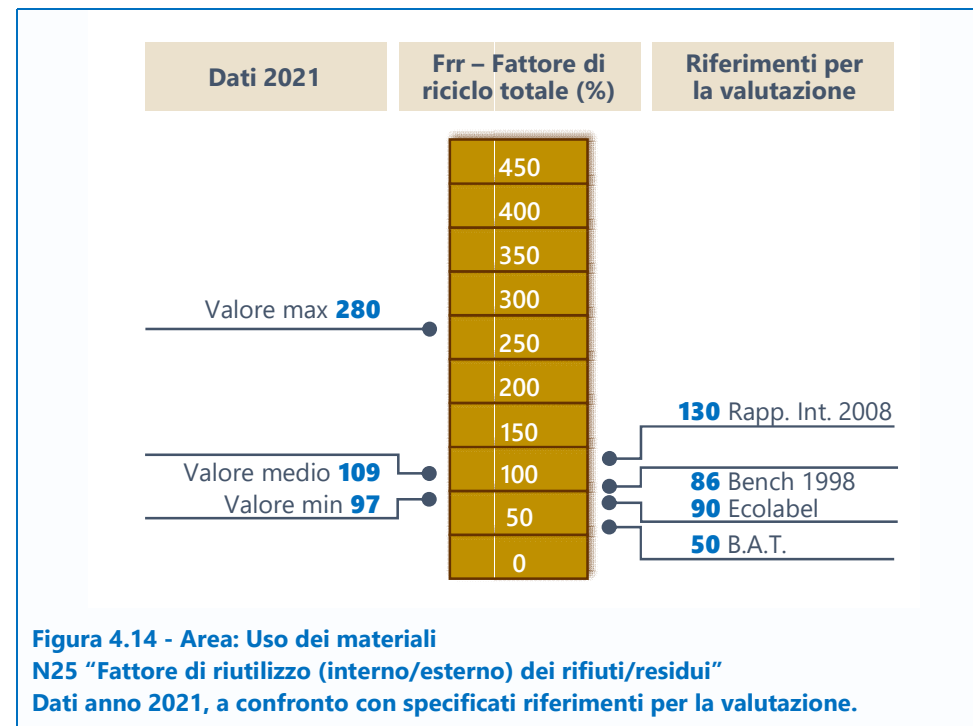 Dati 2021
Frr – Fattore di
riciclo totale (%)
Riferimenti per
la valutazione
450
400
350
300
250
200
150
100
50
0
Valore max 280
Valore medio 109
Valore min 97
130 Rapp. Int. 2008
86 Bench 1998
90 Ecolabel
50 B.A.T.
Figura 4.14 - Area: Uso dei materiali
N25 “Fattore di riutilizzo (interno/esterno) dei rifiuti/residui”
Dati anno 2021, a confronto con specificati riferimenti per la valutazione.